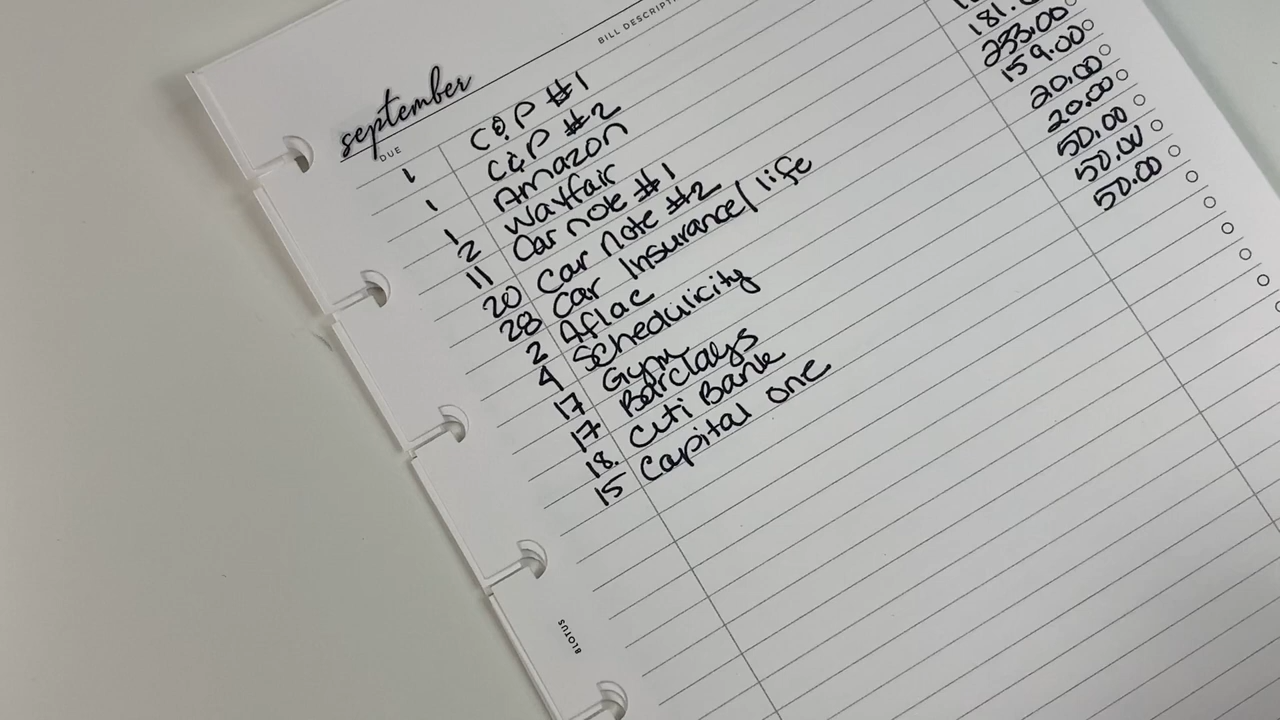 september
DUE BILL DESCRIPT
1 C&P #1
1 C&P #2
1 Amazon
2 Wayfair
11 Car note #1
20 Car note #2 181.
28 Car Insurance/life 233.00
2 Aflac 159.00
4 Schedulicity 20.00
17 Gym 20.00
17 Barclays 50.00
18. Citi Bank 50.00
15 Capital One 50.00
BLOTUS